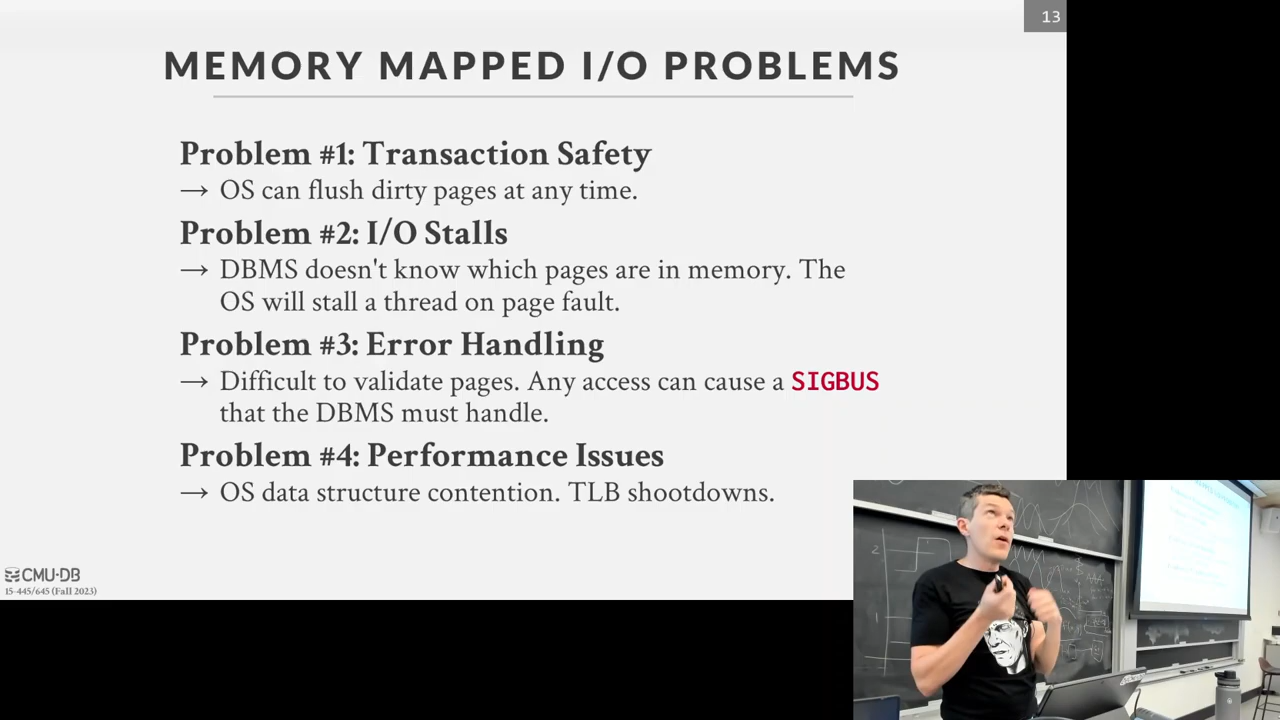 13
MEMORY MAPPED I/O PROBLEMS
Problem #1: Transaction Safety
→ OS can flush dirty pages at any time.
Problem #2: I/O Stalls
→ DBMS doesn't know which pages are in memory. The
OS will stall a thread on page fault.
Problem #3: Error Handling
→ Difficult to validate pages. Any access can cause a SIGBUS
that the DBMS must handle.
Problem #4: Performance Issues
→ OS data structure contention. TLB shootdowns.
CMU·DB
15-445/645 (Fall 2023)